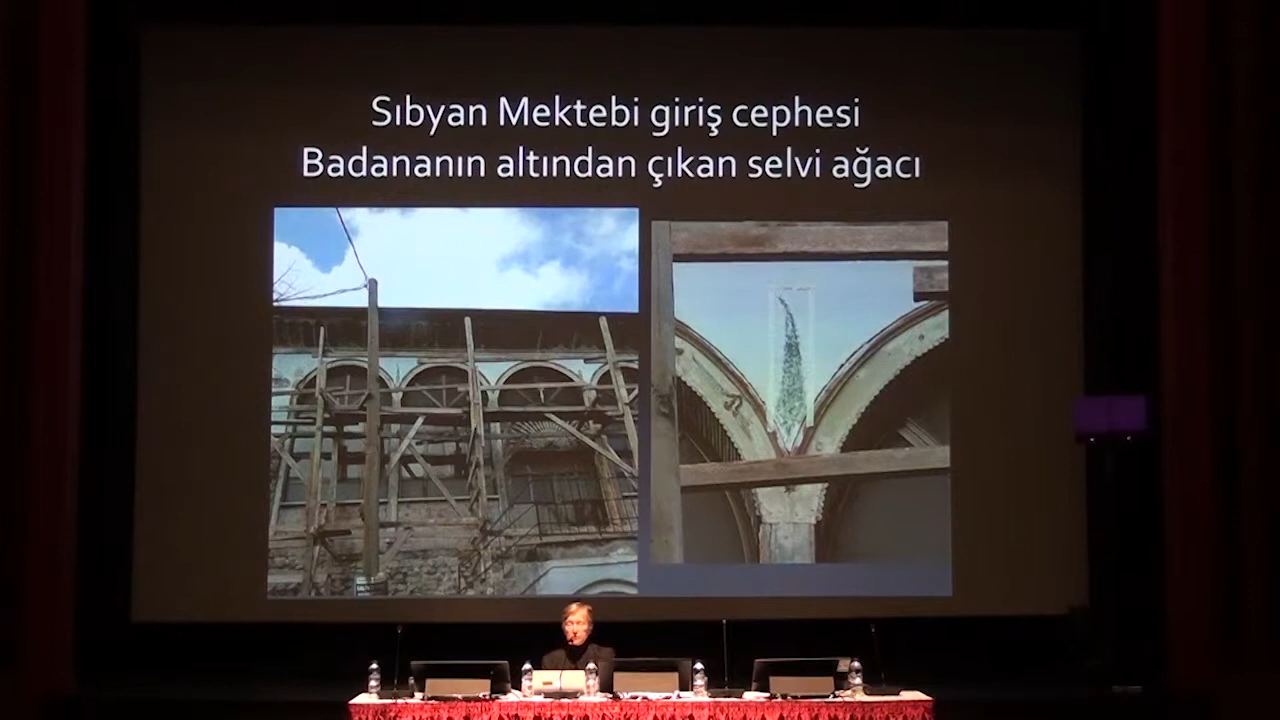 Sıbyan Mektebi giriş cephesi
Badananın altından çıkan selvi ağacı